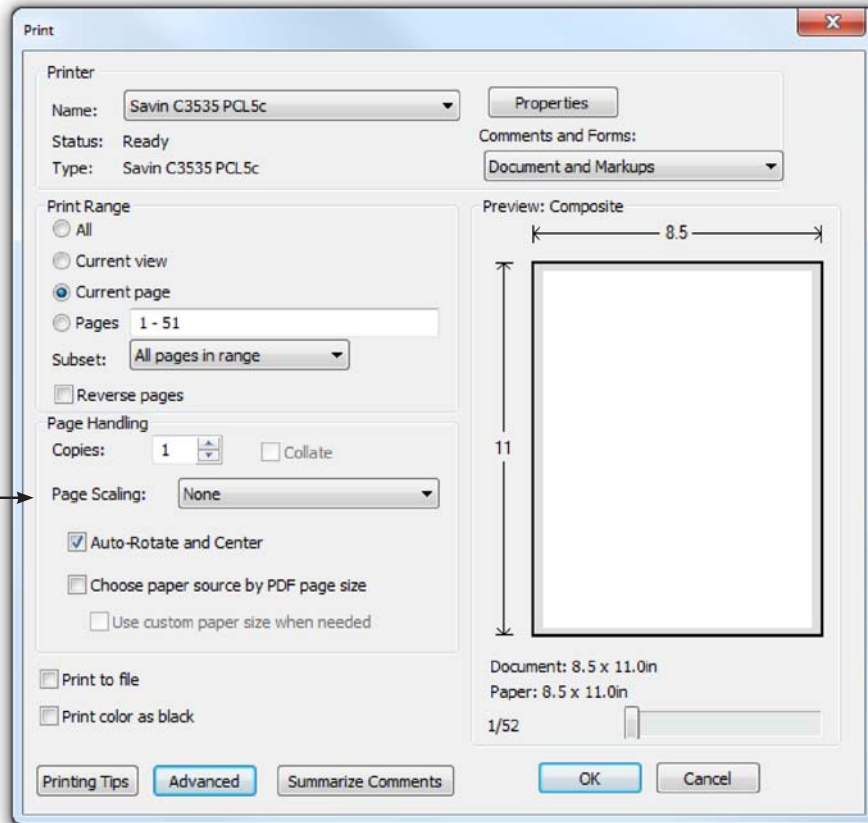 Print
Printer
Name: Savin C3535 PCL5c
Properties
Status: Ready
Comments and Forms:
Type: Savin C3535 PCL5c
Document and Markups
Print Range
All
Current view
Current page
Pages 1 - 51
Subset: All pages in range
Reverse pages
Page Handling
Copies: 1 Collate
Page Scaling: None
Auto-Rotate and Center
Choose paper source by PDF page size
Use custom paper size when needed
Print to file
Print color as black
Preview: Composite
8.5
11
Document: 8.5 x 11.0in
Paper: 8.5 x 11.0in
1/52
Printing Tips Advanced Summarize Comments OK Cancel